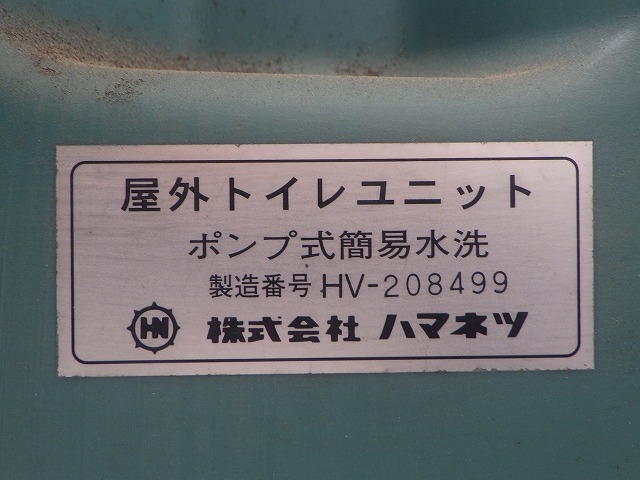 屋外トイレユニット
ポンプ式簡易水洗
製造番号 HV-208499
HN 株式会社 ハマネツ